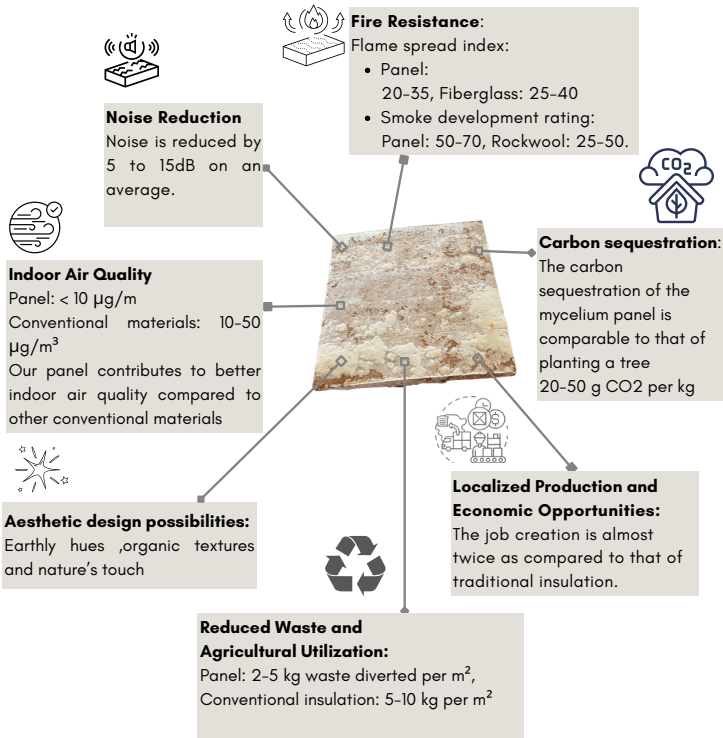 Fire Resistance:
Flame spread index:
• Panel:
20-35, Fiberglass: 25-40
• Smoke development rating:
Panel: 50-70, Rockwool: 25-50.
Noise Reduction
Noise is reduced by
5 to 15dB on an
average.
CO2
Carbon sequestration:
The carbon
sequestration of the
mycelium panel is
comparable to that of
planting a tree
20-50 g CO2 per kg
Indoor Air Quality
Panel: < 10 µg/m
Conventional materials: 10-50
µg/m³
Our panel contributes to better
indoor air quality compared to
other conventional materials
Localized Production and
Economic Opportunities:
The job creation is almost
twice as compared to that of
traditional insulation.
Aesthetic design possibilities:
Earthly hues ,organic textures
and nature's touch
Reduced Waste and
Agricultural Utilization:
Panel: 2-5 kg waste diverted per m²,
Conventional insulation: 5-10 kg per m²